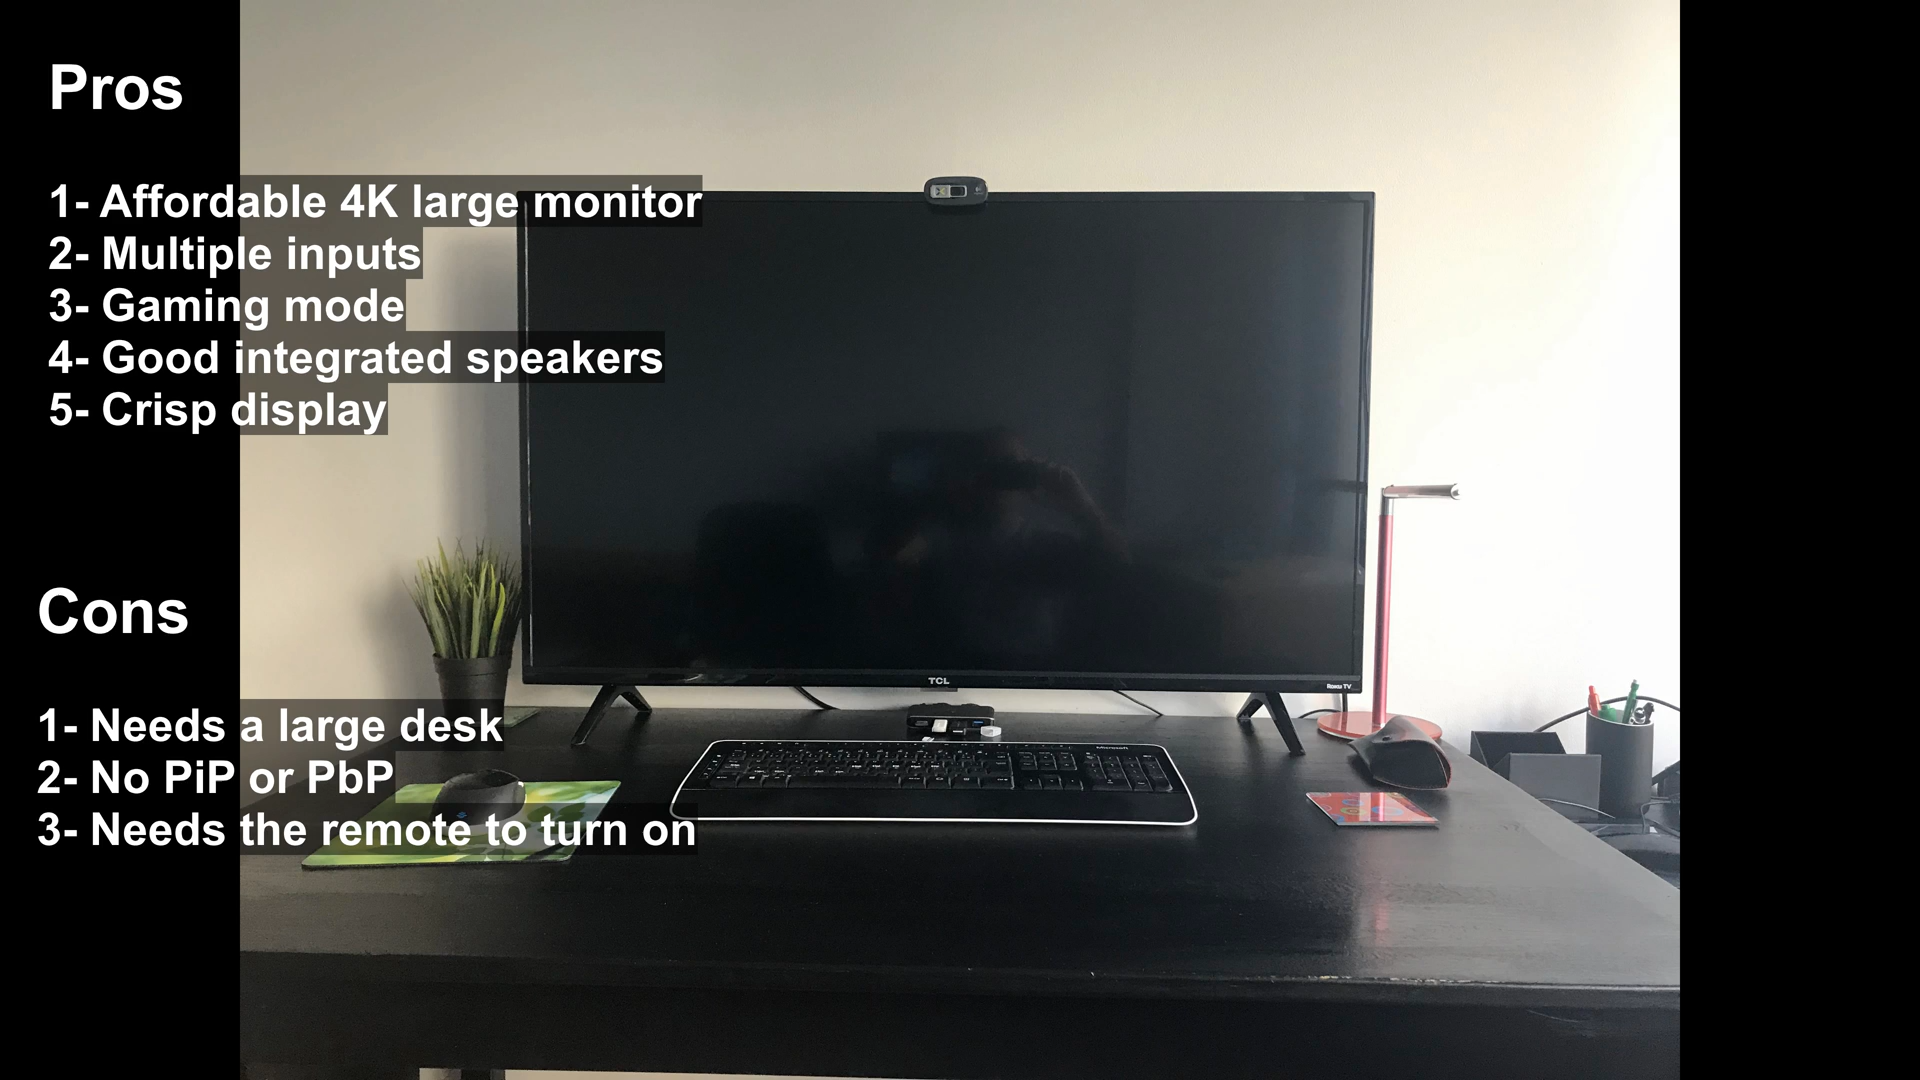 Pros
1- Affordable 4K large monitor
2- Multiple inputs
3- Gaming mode
4- Good integrated speakers
5- Crisp display
Cons
1- Needs a large desk
2- No PiP or PbP
3- Needs the remote to turn on
TCL
Roku TV
Microsoft